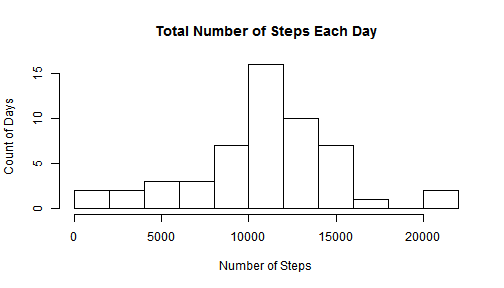 Total Number of Steps Each Day
Count of Days
15
10
5
0
0 5000 10000 15000 20000
Number of Steps